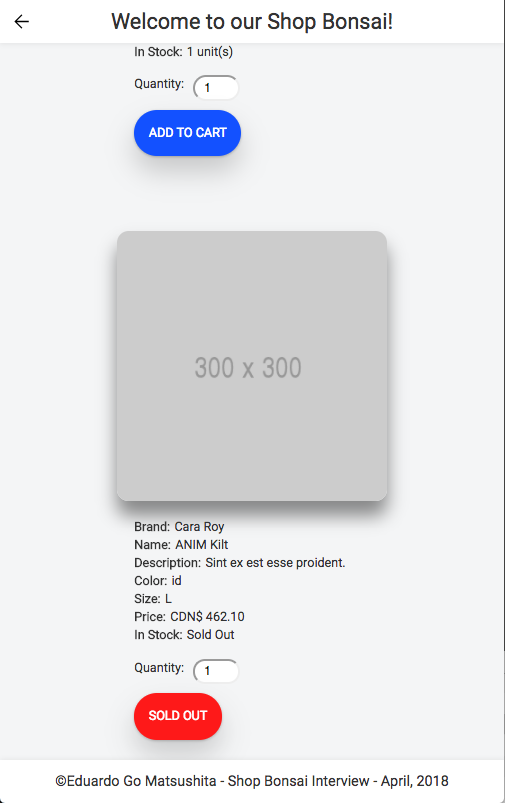 Welcome to our Shop Bonsai!
In Stock: 1 unit(s)
Quantity: 1
ADD TO CART
300 x 300
Brand: Cara Roy
Name: ANIM Kilt
Description: Sint ex est esse proident.
Color: id
Size: L
Price: CDN$ 462.10
In Stock: Sold Out
Quantity: 1
SOLD OUT
©Eduardo Go Matsushita - Shop Bonsai Interview - April, 2018